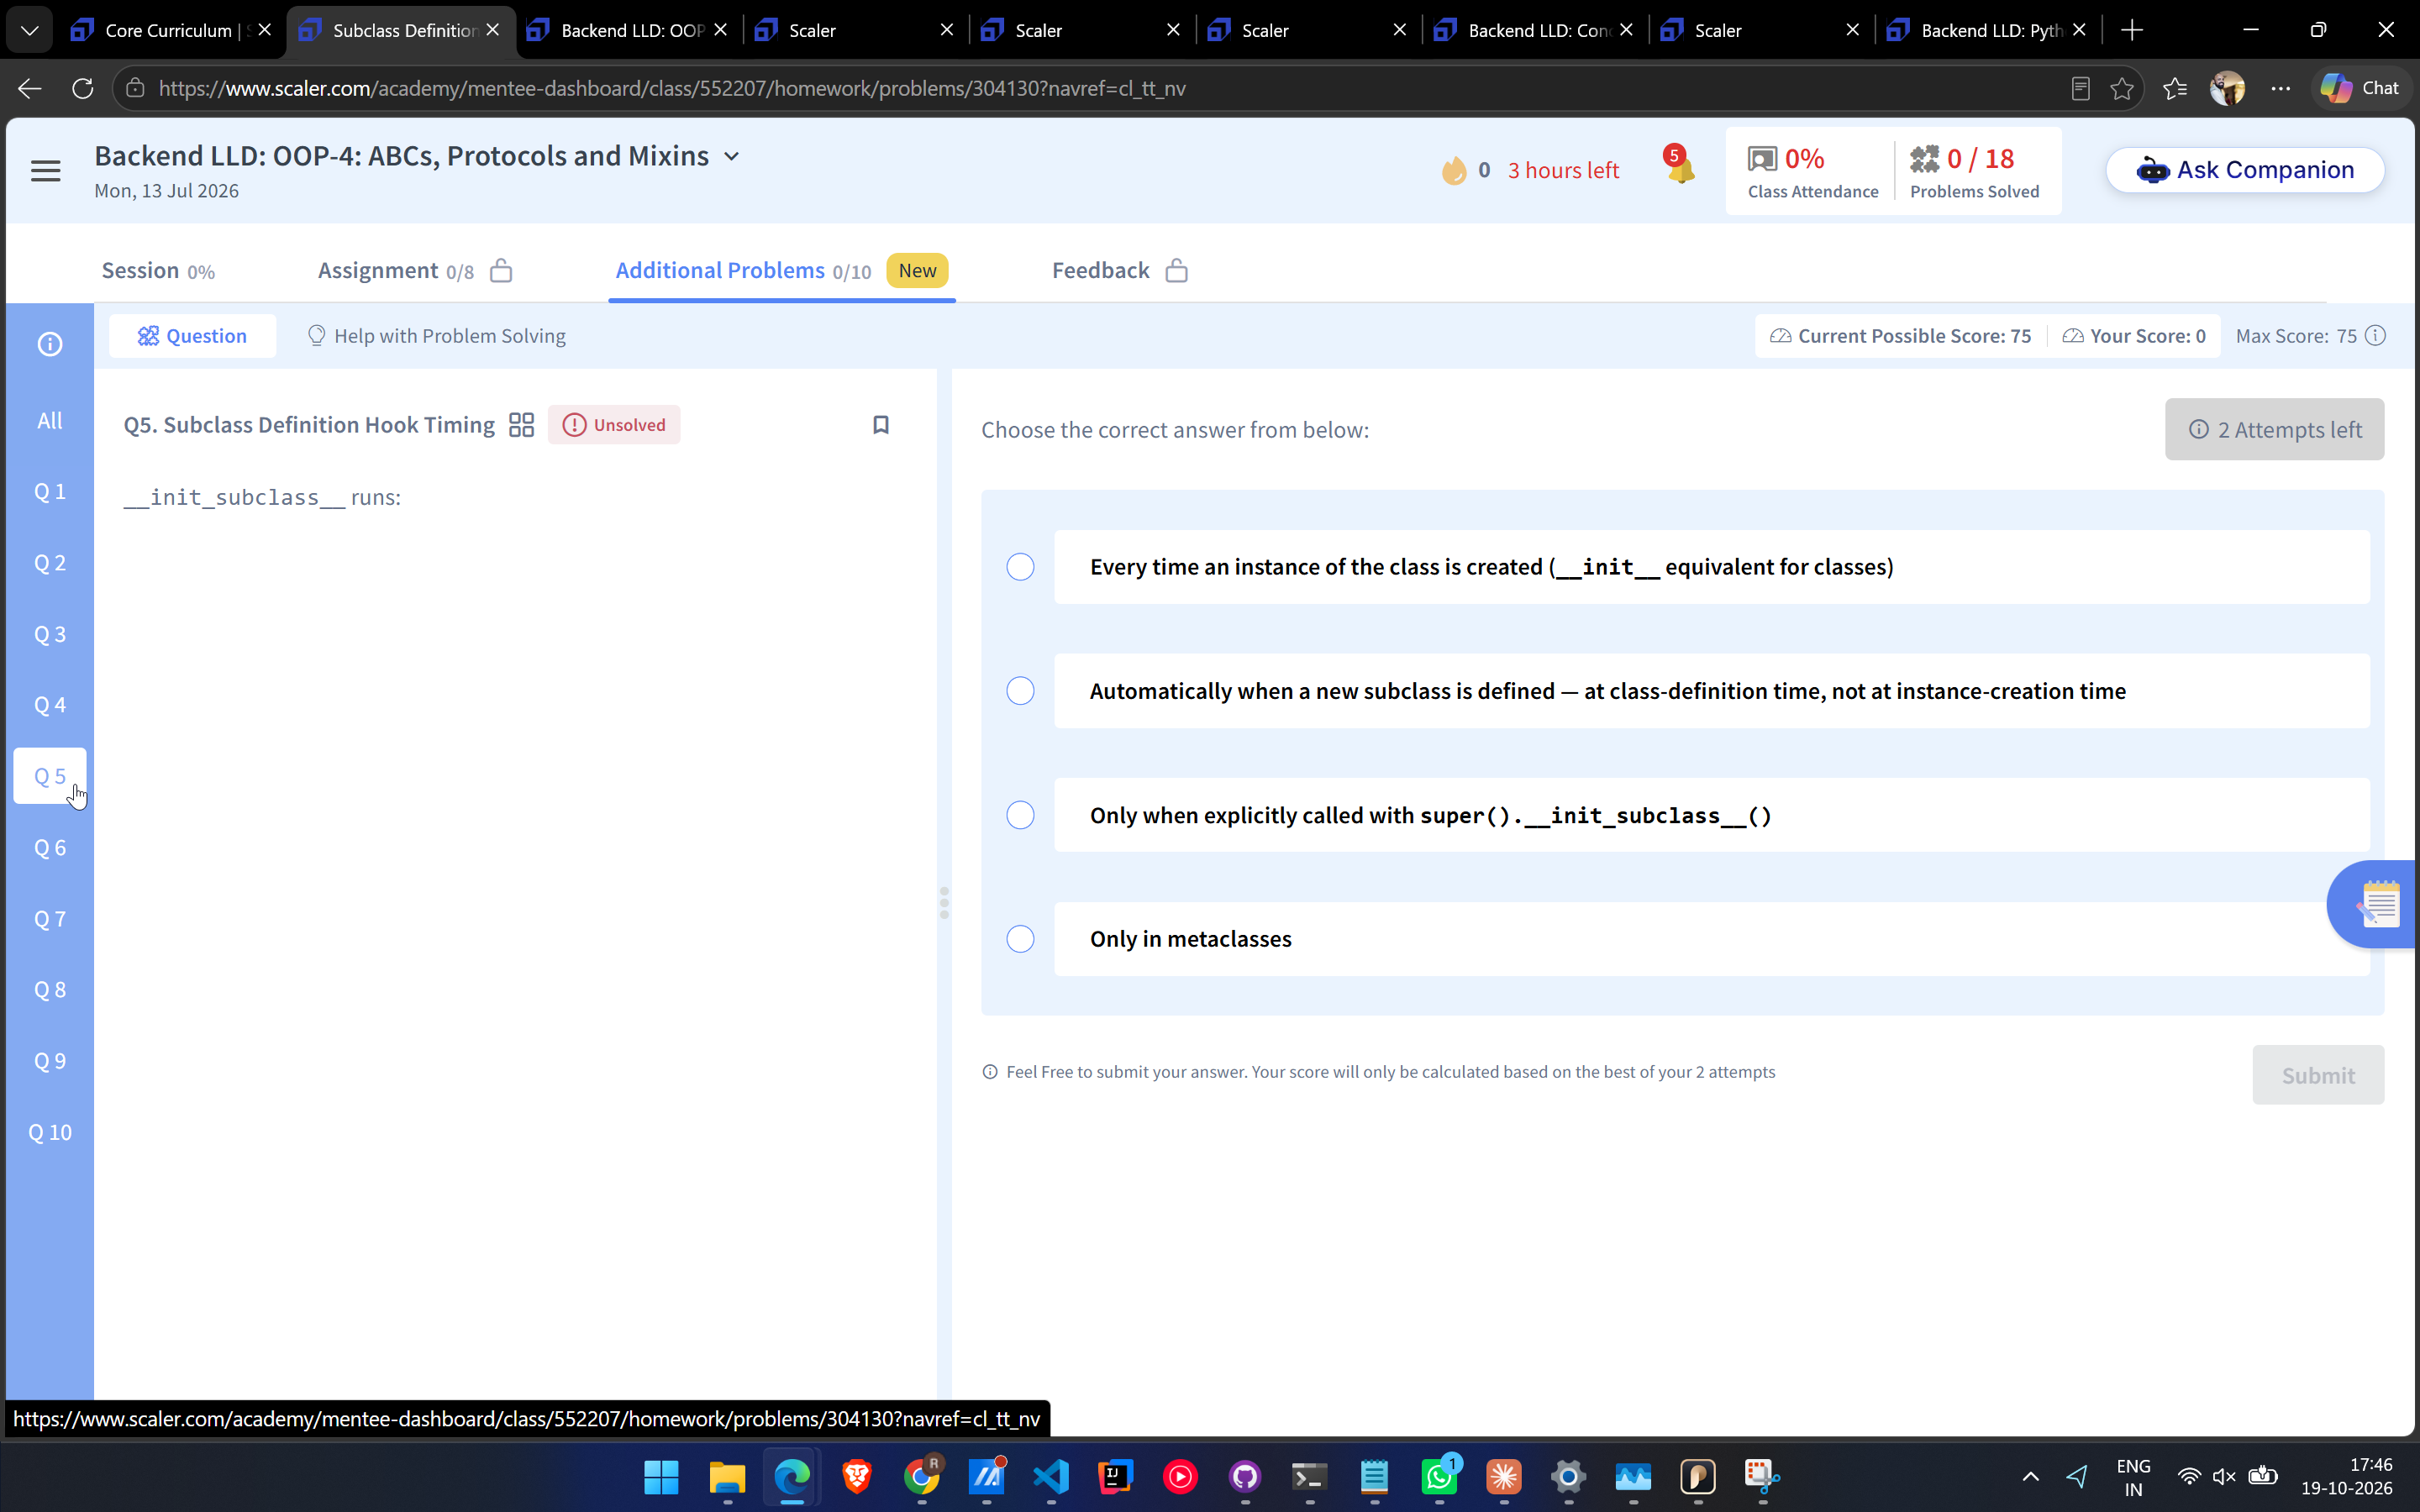 Core Curriculum | S
Subclass Definition
Backend LLD: OOP
Scaler
Scaler
Scaler
Backend LLD: Conc
Scaler
Backend LLD: Pyth
https://www.scaler.com/academy/mentee-dashboard/class/552207/homework/problems/304130?navref=cl_tt_nv
Chat
Backend LLD: OOP-4: ABCs, Protocols and Mixins
Mon, 13 Jul 2026
0
3 hours left
5
0%
Class Attendance
0 / 18
Problems Solved
Ask Companion
Session 0%
Assignment 0/8
Additional Problems 0/10
New
Feedback
Question
Help with Problem Solving
Current Possible Score: 75
Your Score: 0
Max Score: 75
All
Q 1
Q 2
Q 3
Q 4
Q 5
Q 6
Q 7
Q 8
Q 9
Q 10
Q5. Subclass Definition Hook Timing
Unsolved
__init_subclass__ runs:
Choose the correct answer from below:
2 Attempts left
Every time an instance of the class is created (__init__ equivalent for classes)
Automatically when a new subclass is defined — at class-definition time, not at instance-creation time
Only when explicitly called with super().__init_subclass__()
Only in metaclasses
Feel Free to submit your answer. Your score will only be calculated based on the best of your 2 attempts
Submit
https://www.scaler.com/academy/mentee-dashboard/class/552207/homework/problems/304130?navref=cl_tt_nv
R
IJ
1
ENG
IN
17:46
19-10-2026